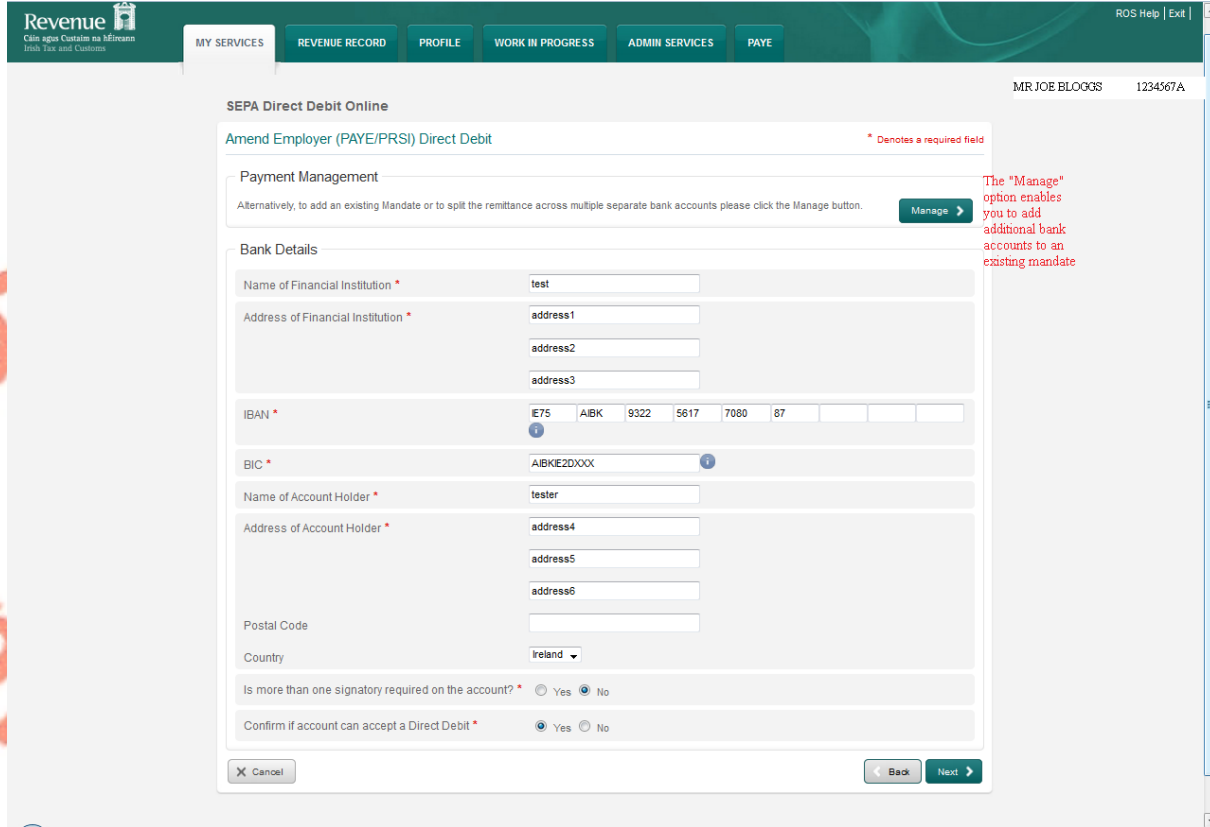 Revenue
Cáin agus Custaim na hÉireann
Irish Tax and Customs
ROS Help | Exit |
MY SERVICES REVENUE RECORD PROFILE WORK IN PROGRESS ADMIN SERVICES PAYE
MR JOE BLOGGS 1234567A
SEPA Direct Debit Online
Amend Employer (PAYE/PRSI) Direct Debit * Denotes a required field
Payment Management
Alternatively, to add an existing Mandate or to split the remittance across multiple separate bank accounts please click the Manage button.
Manage
The "Manage"
option enables
you to add
additional bank
accounts to an
existing mandate
Bank Details
Name of Financial Institution * test
Address of Financial Institution * address1
address2
address3
IBAN * IE75 AIBK 9322 5617 7080 87
BIC * AIBKIE2DXXX
Name of Account Holder * tester
Address of Account Holder * address4
address5
address6
Postal Code
Country Ireland
Is more than one signatory required on the account? * Yes No
Confirm if account can accept a Direct Debit * Yes No
X Cancel Back Next